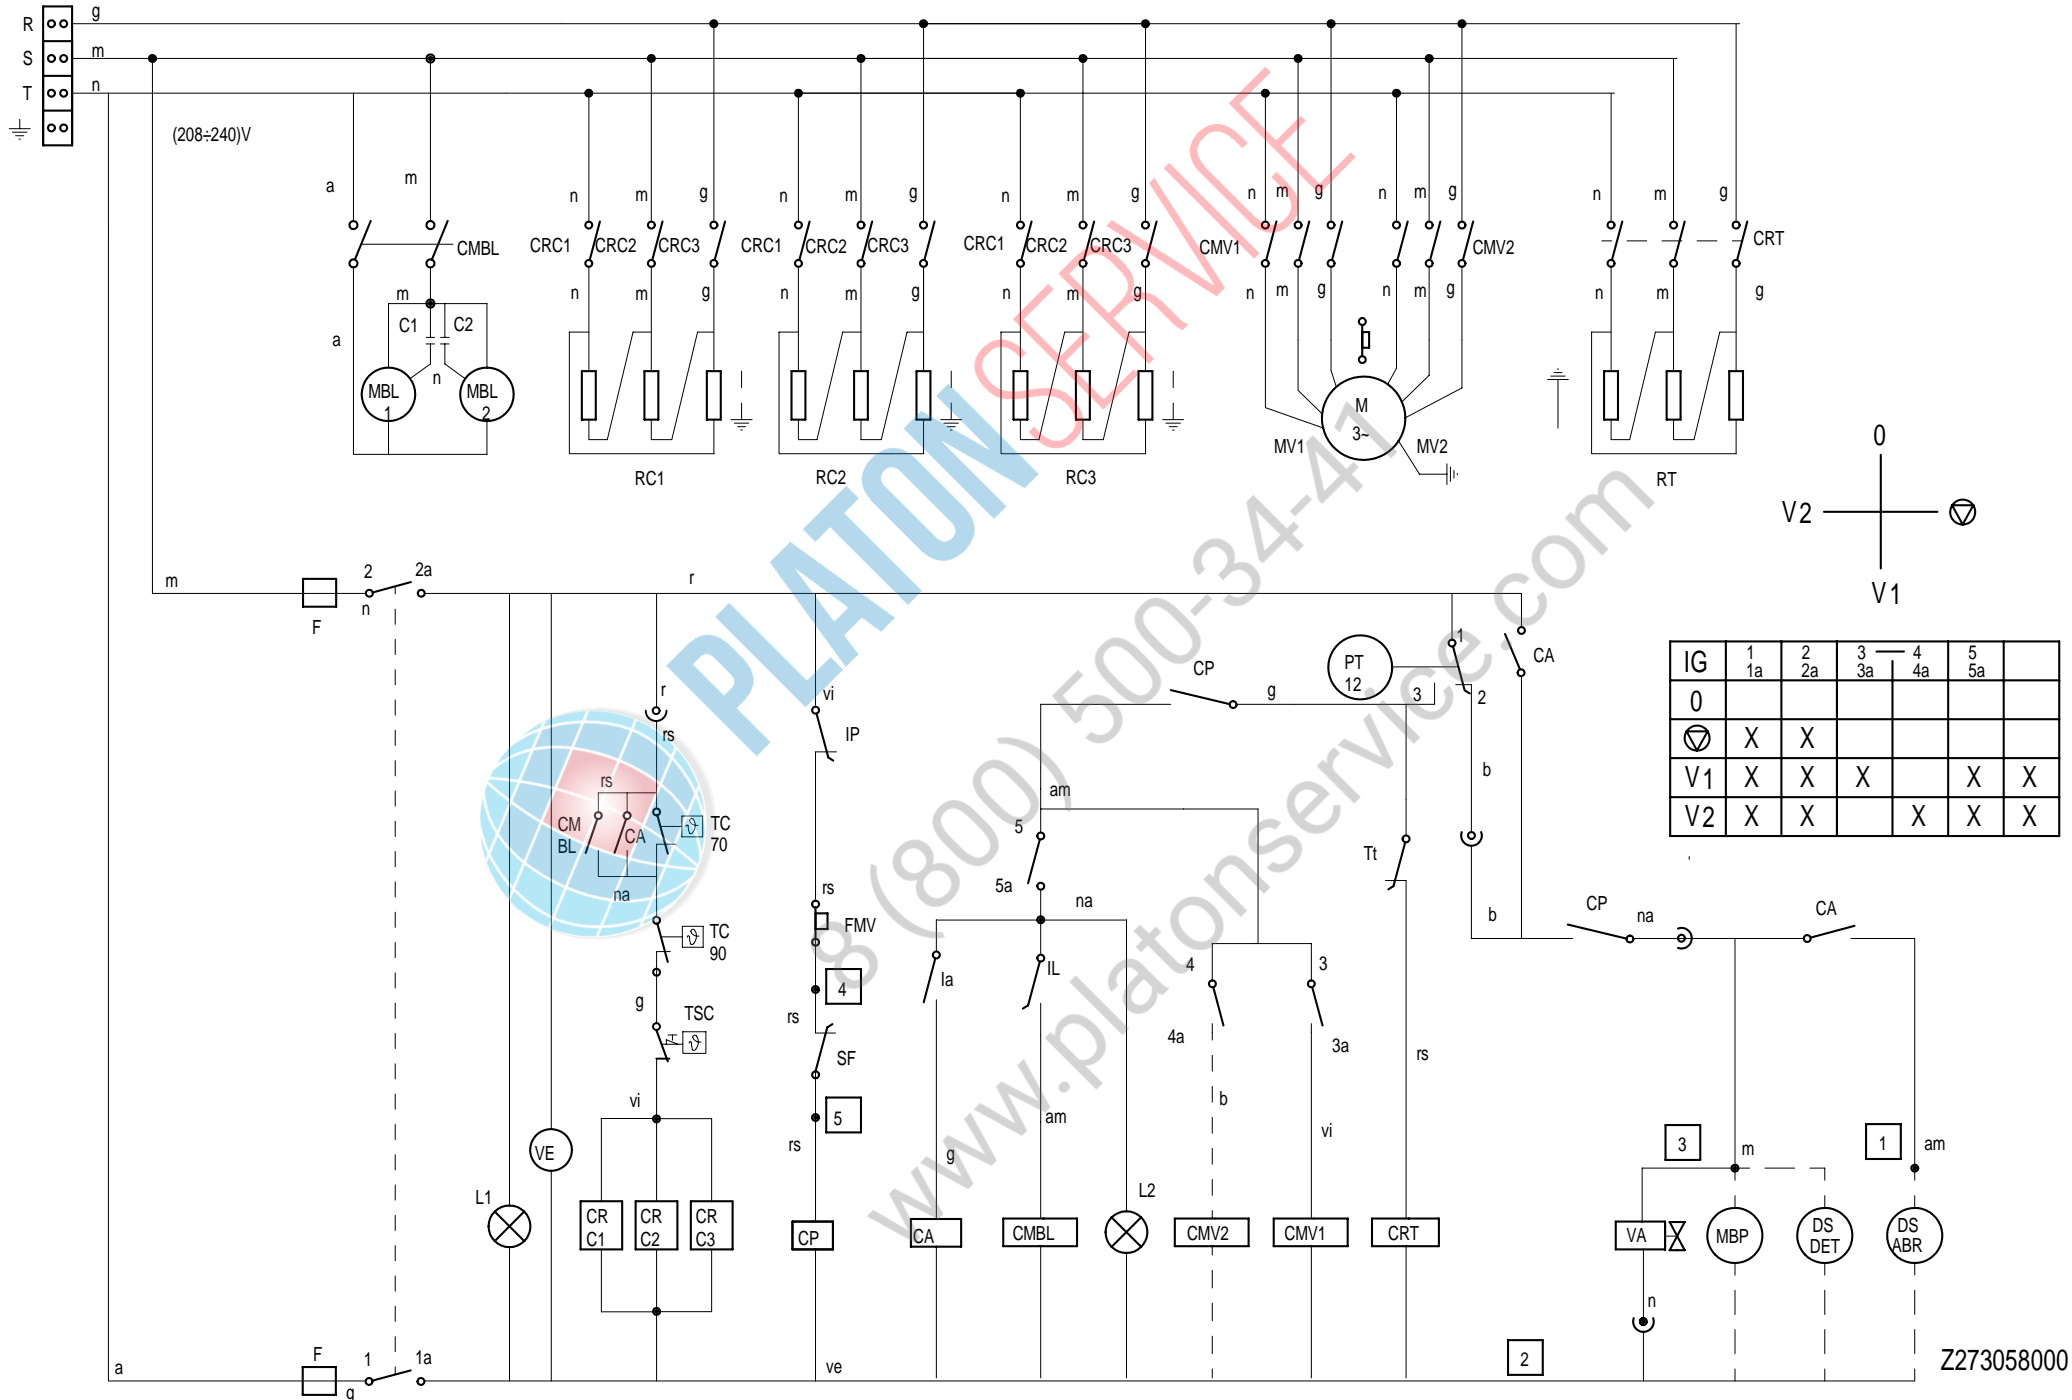 R g
S m
T n
(208÷240)V
a m n m g n m g n m g n m g n m g n m g
CMBL CRC1 CRC2 CRC3 CRC1 CRC2 CRC3 CRC1 CRC2 CRC3 CMV1 CMV2 CRT
m n m g n m g n m g n m g n m g n m g
C1 C2
a n
MBL 1 MBL 2
M 3~
MV1 MV2
RC1 RC2 RC3 RT
0
V2
V1
PLATON SERVICE
8 (800) 500-34-41
www.platonservice.com
m F 2 2a r
n
IG 1 1a 2 2a 3 3a 4 4a 5 5a
0
X X
V1 X X X X X
V2 X X X X X
r vi CP g PT 12 1 3 2 CA
rs IP
rs am b
CM BL CA TC 70 5 Tt
na rs 5a na
TC 90 FMV b CP na CA
g 4 Ia IL 4 3
TSC rs SF 4a 3a rs
vi 5 am b vi
rs g
VE 3 m 1 am
L1 L2
CR C1 CR C2 CR C3 CP CA CMBL CMV2 CMV1 CRT VA MBP DS DET DS ABR
n
a F 1 1a ve 2
g
Z273058000